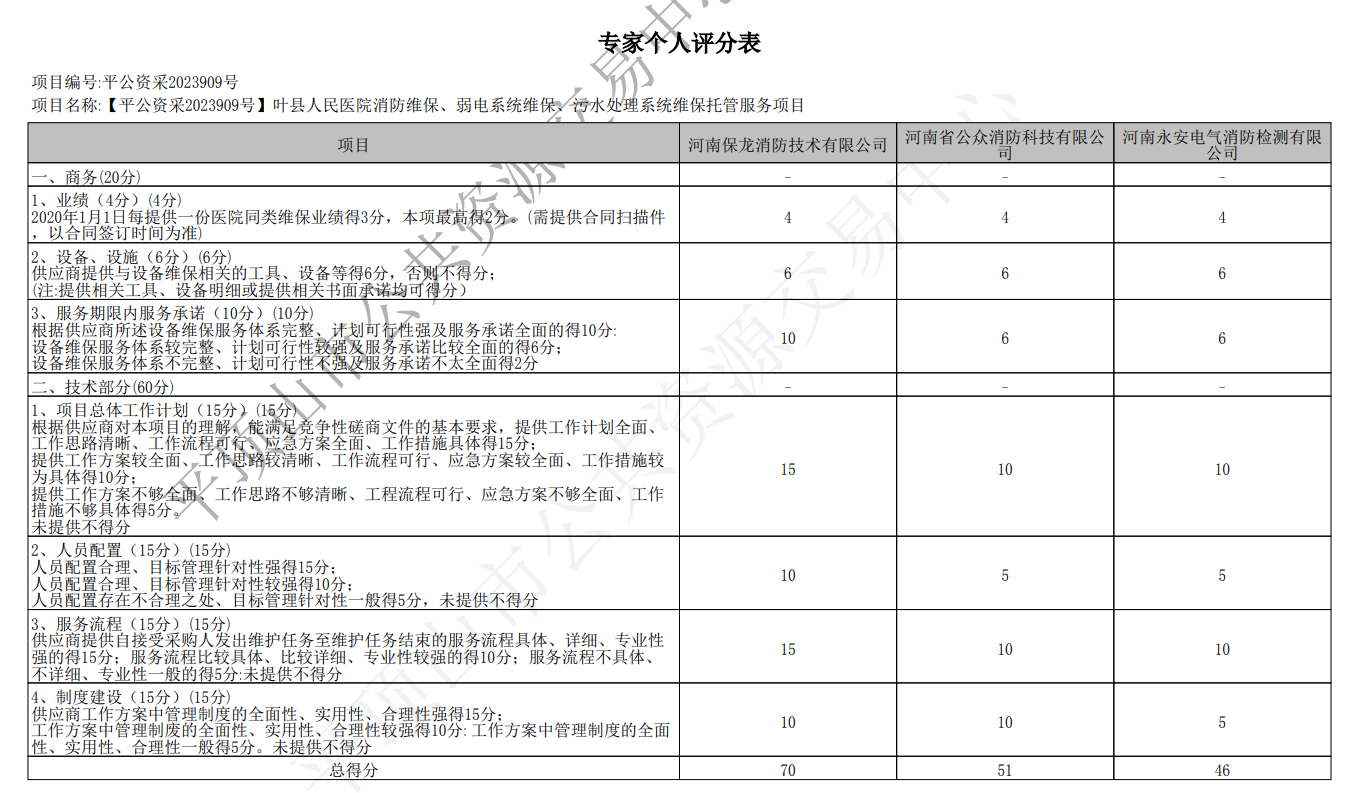 专家个人评分表
项目编号:平公资采2023909号
项目名称:【平公资采2023909号】叶县人民医院消防维保、弱电系统维保、污水处理系统维保托管服务项目
项目 河南保龙消防技术有限公司 河南省公众消防科技有限公司 河南永安电气消防检测有限公司
一、商务(20分) - - -
1、业绩（4分）(4分)
2020年1月1日每提供一份医院同类维保业绩得3分，本项最高得2分。(需提供合同扫描件
，以合同签订时间为准)
4 4 4
2、设备、设施（6分）(6分)
供应商提供与设备维保相关的工具、设备等得6分，否则不得分；
(注:提供相关工具、设备明细或提供相关书面承诺均可得分）
6 6 6
3、服务期限内服务承诺（10分）(10分)
根据供应商所述设备维保服务体系完整、计划可行性强及服务承诺全面的得10分:
设备维保服务体系较完整、计划可行性较强及服务承诺比较全面的得6分；
设备维保服务体系不完整、计划可行性不强及服务承诺不太全面得2分
10 6 6
二、技术部分(60分) - - -
1、项目总体工作计划（15分）(15分)
根据供应商对本项目的理解，能满足竞争性磋商文件的基本要求，提供工作计划全面、
工作思路清晰、工作流程可行、应急方案全面、工作措施具体得15分；
提供工作方案较全面、工作思路较清晰、工作流程可行、应急方案较全面、工作措施较
为具体得10分；
提供工作方案不够全面、工作思路不够清晰、工程流程可行、应急方案不够全面、工作
措施不够具体得5分。
未提供不得分
15 10 10
2、人员配置（15分）(15分)
人员配置合理、目标管理针对性强得15分；
人员配置合理、目标管理针对性较强得10分；
人员配置存在不合理之处、目标管理针对性一般得5分，未提供不得分
10 5 5
3、服务流程（15分）(15分)
供应商提供自接受采购人发出维护任务至维护任务结束的服务流程具体、详细、专业性
强的得15分；服务流程比较具体、比较详细、专业性较强的得10分；服务流程不具体、
不详细、专业性一般的得5分:未提供不得分
15 10 10
4、制度建设（15分）(15分)
供应商工作方案中管理制度的全面性、实用性、合理性强得15分；
工作方案中管理制废的全面性、实用性、合理性较强得10分:工作方案中管理制度的全面
性、实用性、合理性一般得5分。未提供不得分
10 10 5
总得分 70 51 46
平顶山市公共资源交易中心
平顶山市公共资源交易中心